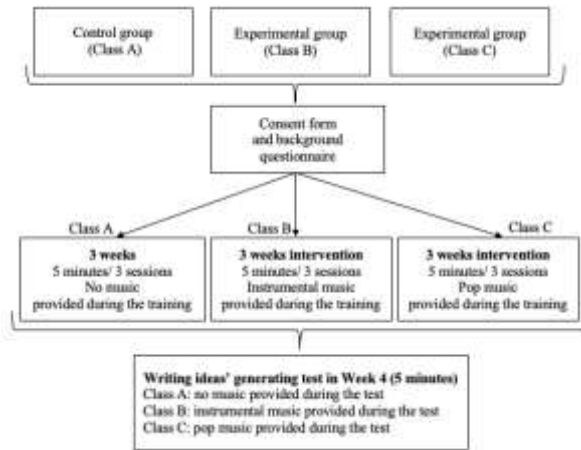 Control group
(Class A)
Experimental group
(Class B)
Experimental group
(Class C)
Consent form
and background
questionnaire
Class A
Class B
Class C
3 weeks
5 minutes/ 3 sessions
No music
provided during the training
3 weeks intervention
5 minutes/ 3 sessions
Instrumental music
provided during the training
3 weeks intervention
5 minutes/ 3 sessions
Pop music
provided during the training
Writing ideas' generating test in Week 4 (5 minutes)
Class A: no music provided during the test
Class B: instrumental music provided during the test
Class C: pop music provided during the test